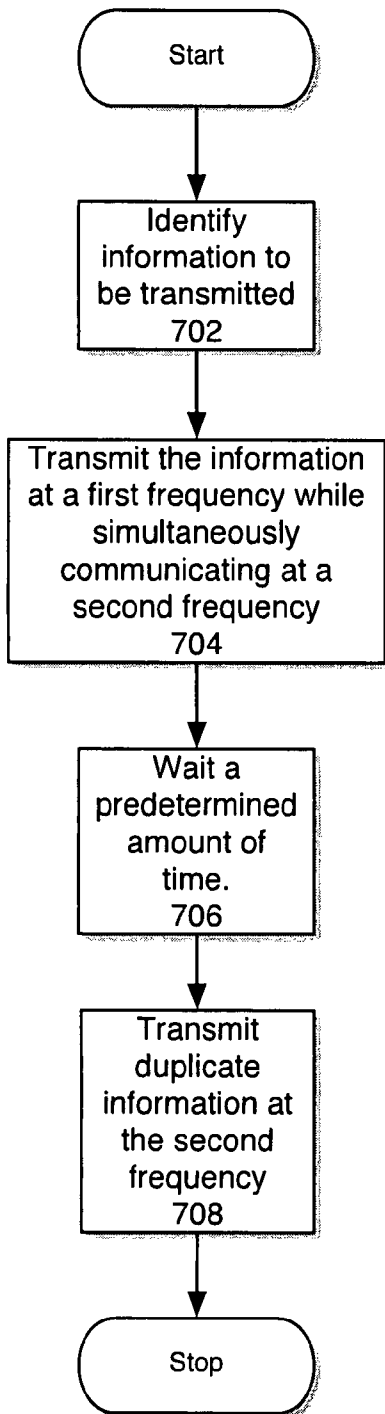 Start
Identify
information to
be transmitted
702
Transmit the information
at a first frequency while
simultaneously
communicating at a
second frequency
704
Wait a
predetermined
amount of
time.
706
Transmit
duplicate
information at
the second
frequency
708
Stop